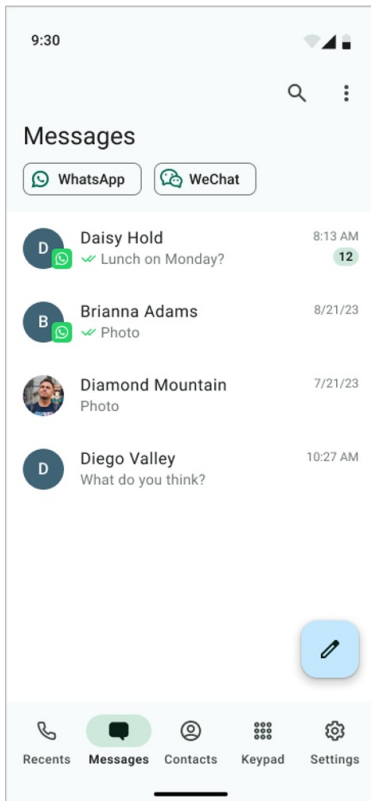 9:30
Messages
WhatsApp WeChat
D Daisy Hold 8:13 AM
Lunch on Monday? 12
B Brianna Adams 8/21/23
Photo
Diamond Mountain 7/21/23
Photo
D Diego Valley 10:27 AM
What do you think?
Recents Messages Contacts Keypad Settings